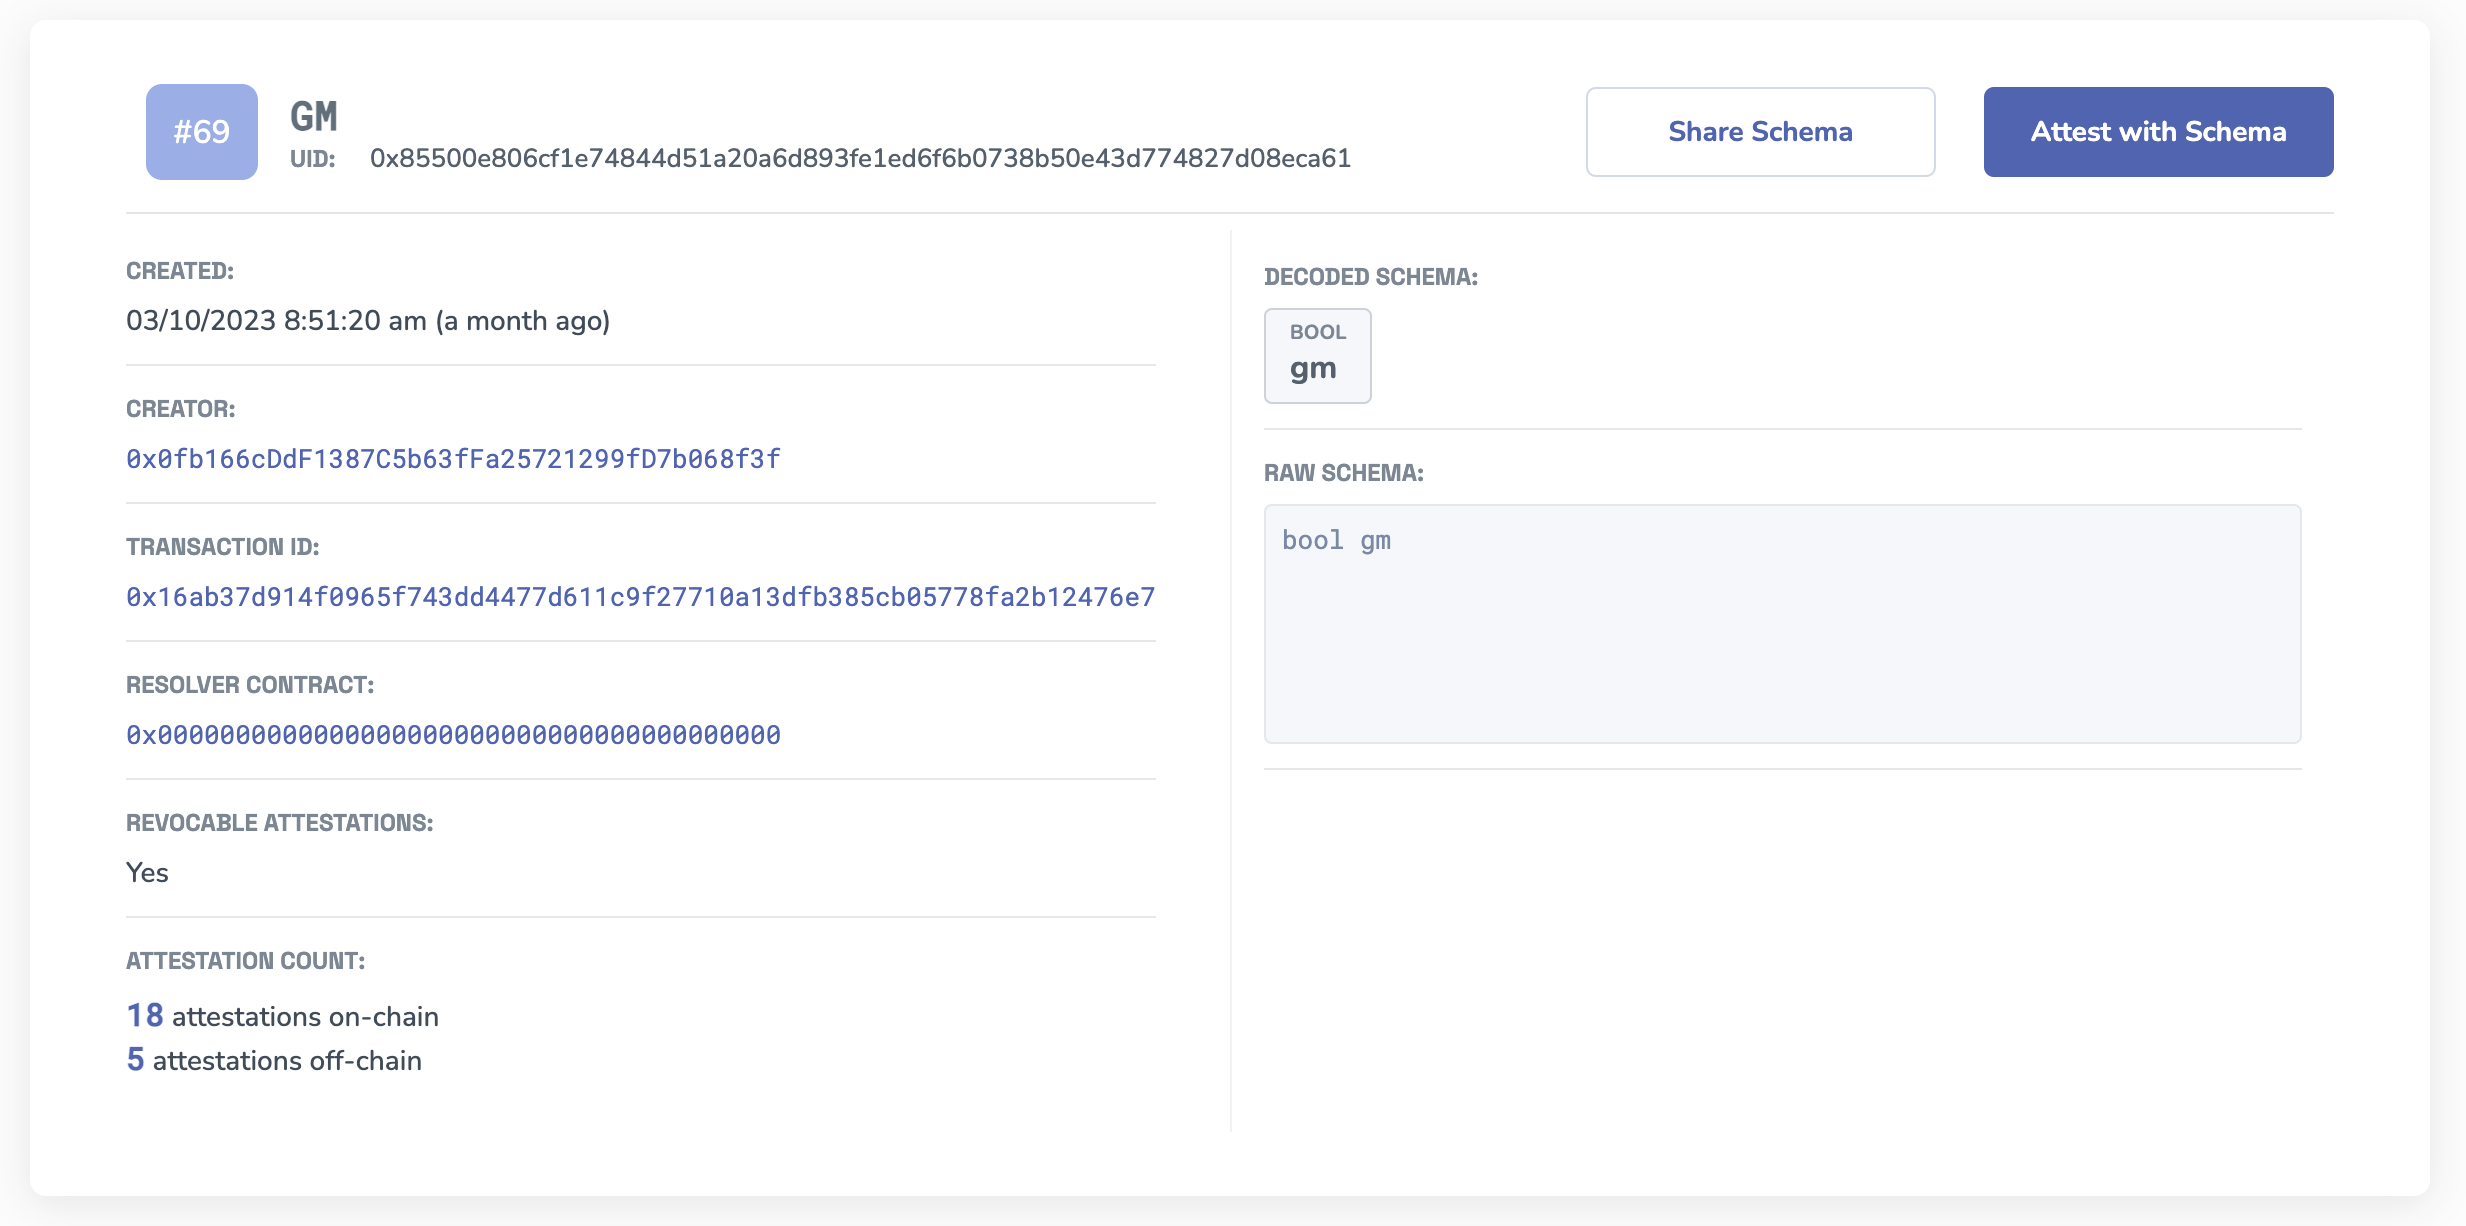 #69
GM
UID: 0x85500e806cf1e74844d51a20a6d893fe1ed6f6b0738b50e43d774827d08eca61
Share Schema
Attest with Schema
CREATED:
03/10/2023 8:51:20 am (a month ago)
CREATOR:
0x0fb166cDdF1387C5b63fFa25721299fD7b068f3f
TRANSACTION ID:
0x16ab37d914f0965f743dd4477d611c9f27710a13dfb385cb05778fa2b12476e7
RESOLVER CONTRACT:
0x0000000000000000000000000000000000000000
REVOCABLE ATTESTATIONS:
Yes
ATTESTATION COUNT:
18 attestations on-chain
5 attestations off-chain
DECODED SCHEMA:
BOOL
gm
RAW SCHEMA:
bool gm